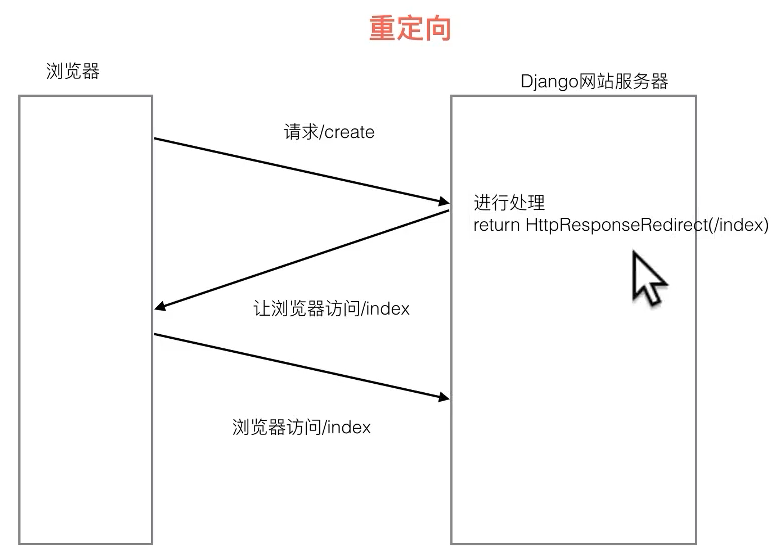 重定向
浏览器
Django网站服务器
请求/create
进行处理
return HttpResponseRedirect(/index)
让浏览器访问/index
浏览器访问/index